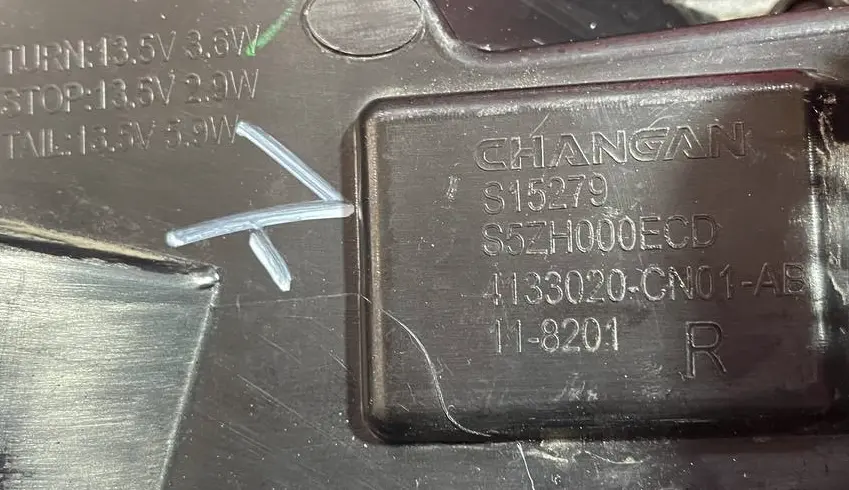 TURN:13.5V 3.6W
STOP:13.5V 2.9W
TAIL:13.5V 5.9W
CHANGAN
S15279
S5ZH000ECD
4133020-CN01-AB
11-8201 R